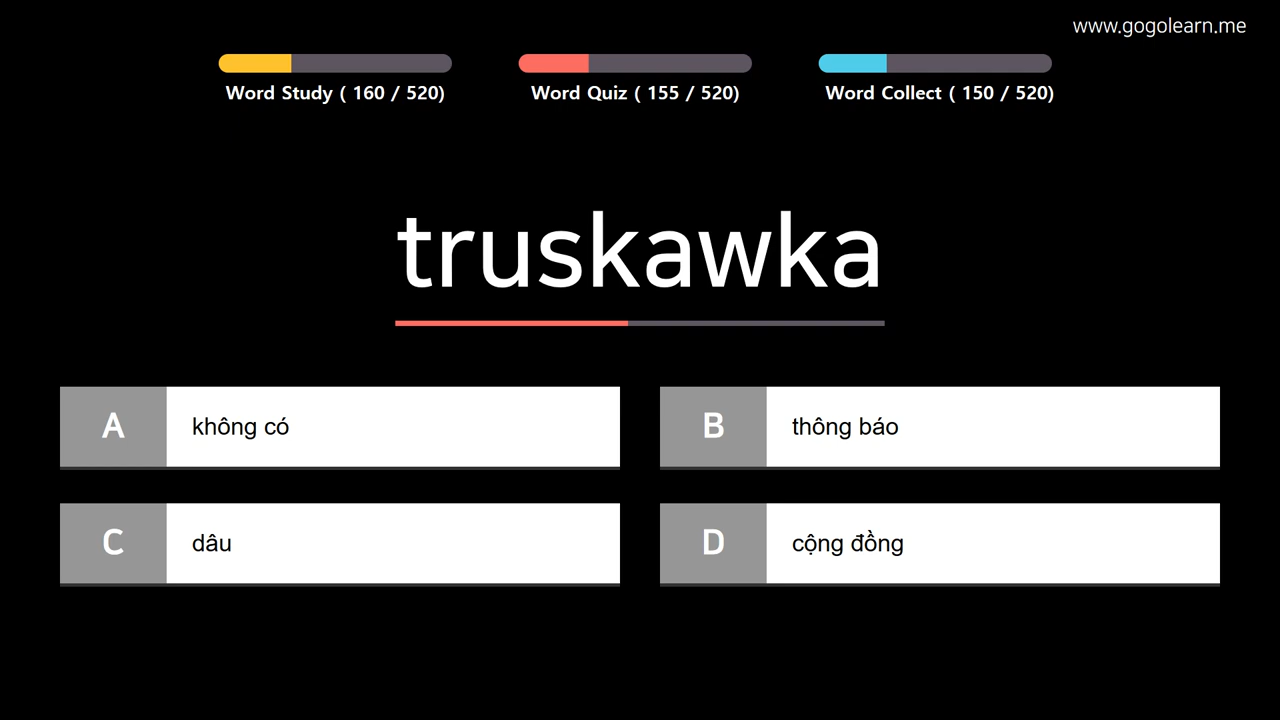 www.gogolearn.me
Word Study ( 160 / 520)
Word Quiz ( 155 / 520)
Word Collect ( 150 / 520)
truskawka
A không có
B thông báo
C dâu
D cộng đồng